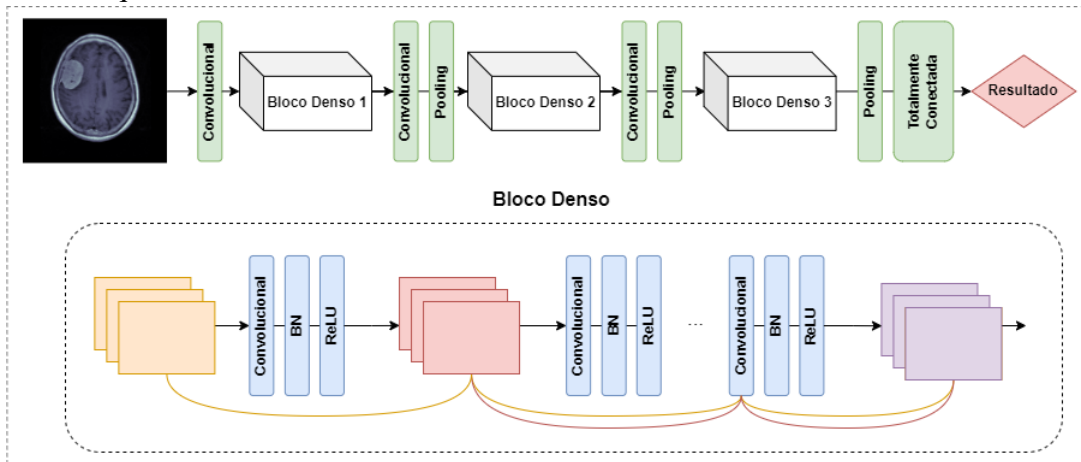 Convolucional
Bloco Denso 1
Convolucional
Pooling
Bloco Denso 2
Convolucional
Pooling
Bloco Denso 3
Pooling
Totalmente
Conectada
Resultado
Bloco Denso
Convolucional
BN
ReLU
Convolucional
BN
ReLU
...
Convolucional
BN
ReLU